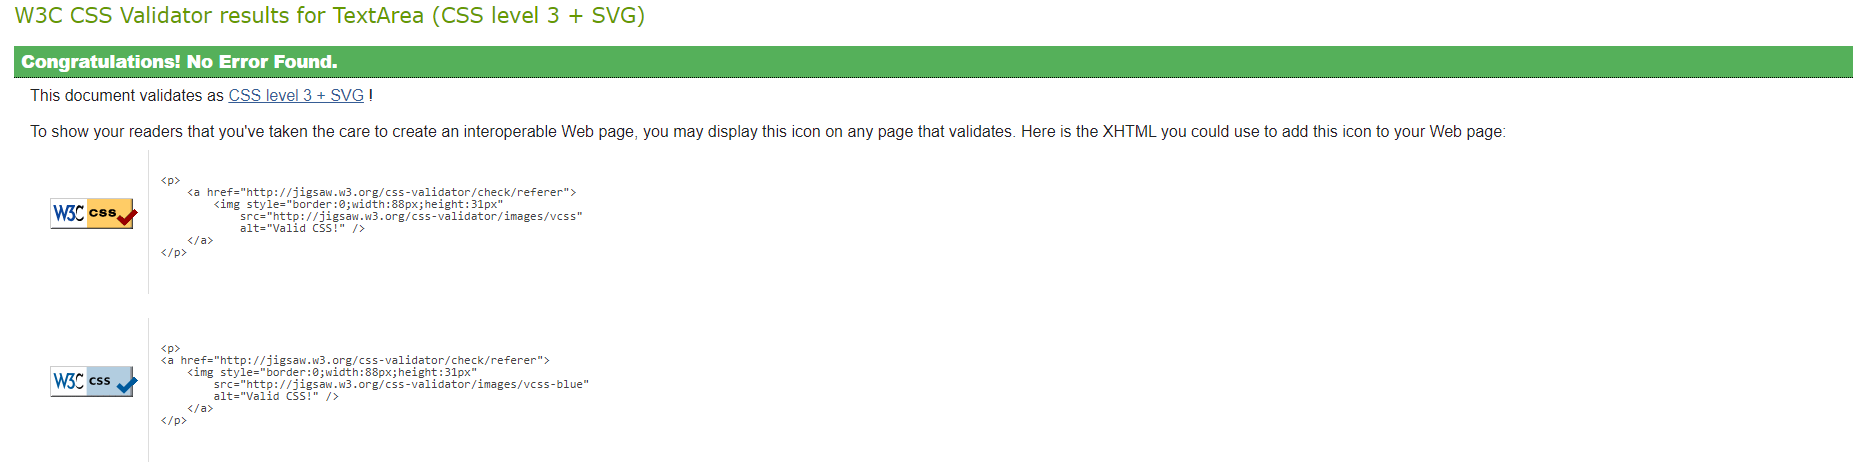 W3C CSS Validator results for TextArea (CSS level 3 + SVG)
Congratulations! No Error Found.
This document validates as CSS level 3 + SVG !
To show your readers that you've taken the care to create an interoperable Web page, you may display this icon on any page that validates. Here is the XHTML you could use to add this icon to your Web page:
W3C css
<p>
<a href="http://jigsaw.w3.org/css-validator/check/referer">
<img style="border:0;width:88px;height:31px"
src="http://jigsaw.w3.org/css-validator/images/vcss"
alt="Valid CSS!" />
</a>
</p>
W3C css
<p>
<a href="http://jigsaw.w3.org/css-validator/check/referer">
<img style="border:0;width:88px;height:31px"
src="http://jigsaw.w3.org/css-validator/images/vcss-blue"
alt="Valid CSS!" />
</a>
</p>